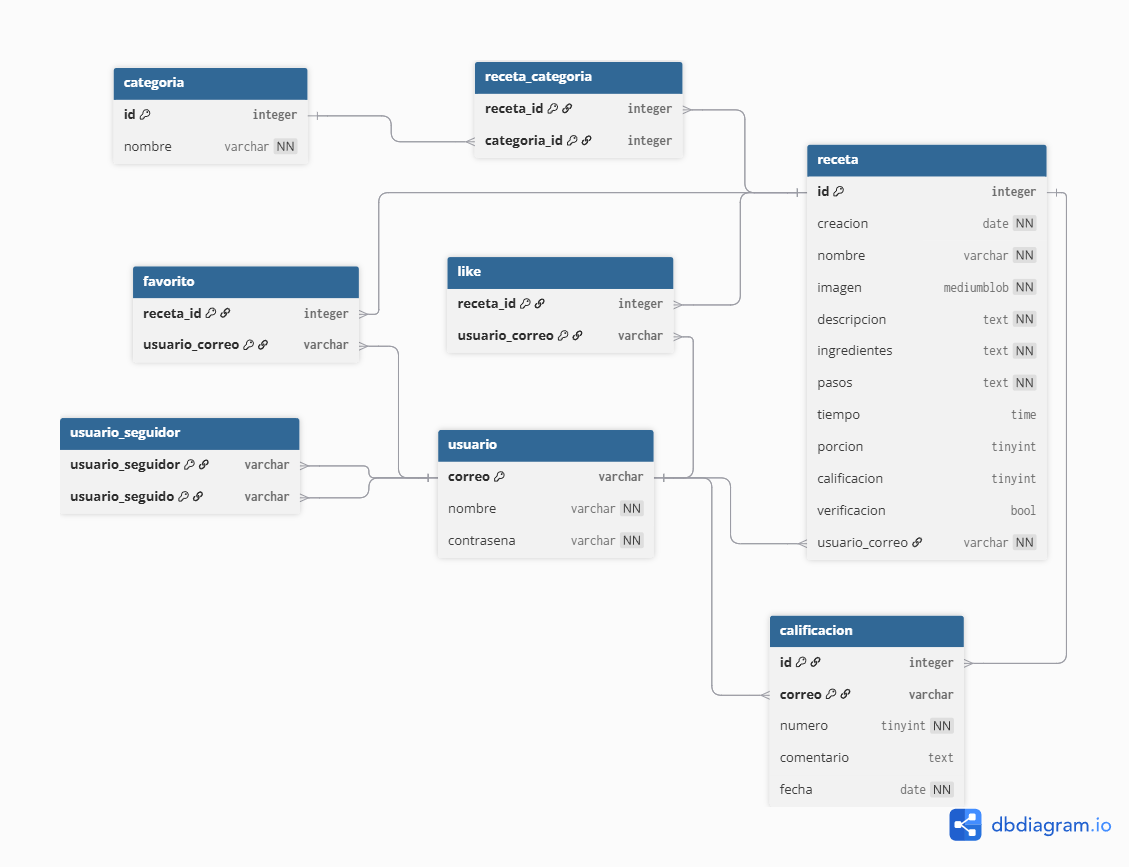 categoria
id integer
nombre varchar NN
receta_categoria
receta_id integer
categoria_id integer
receta
id integer
creacion date NN
nombre varchar NN
imagen mediumblob NN
descripcion text NN
ingredientes text NN
pasos text NN
tiempo time
porcion tinyint
calificacion tinyint
verificacion bool
usuario_correo varchar NN
favorito
receta_id integer
usuario_correo varchar
like
receta_id integer
usuario_correo varchar
usuario_seguidor
usuario_seguidor varchar
usuario_seguido varchar
usuario
correo varchar
nombre varchar NN
contrasena varchar NN
calificacion
id integer
correo varchar
numero tinyint NN
comentario text
fecha date NN
dbdiagram.io